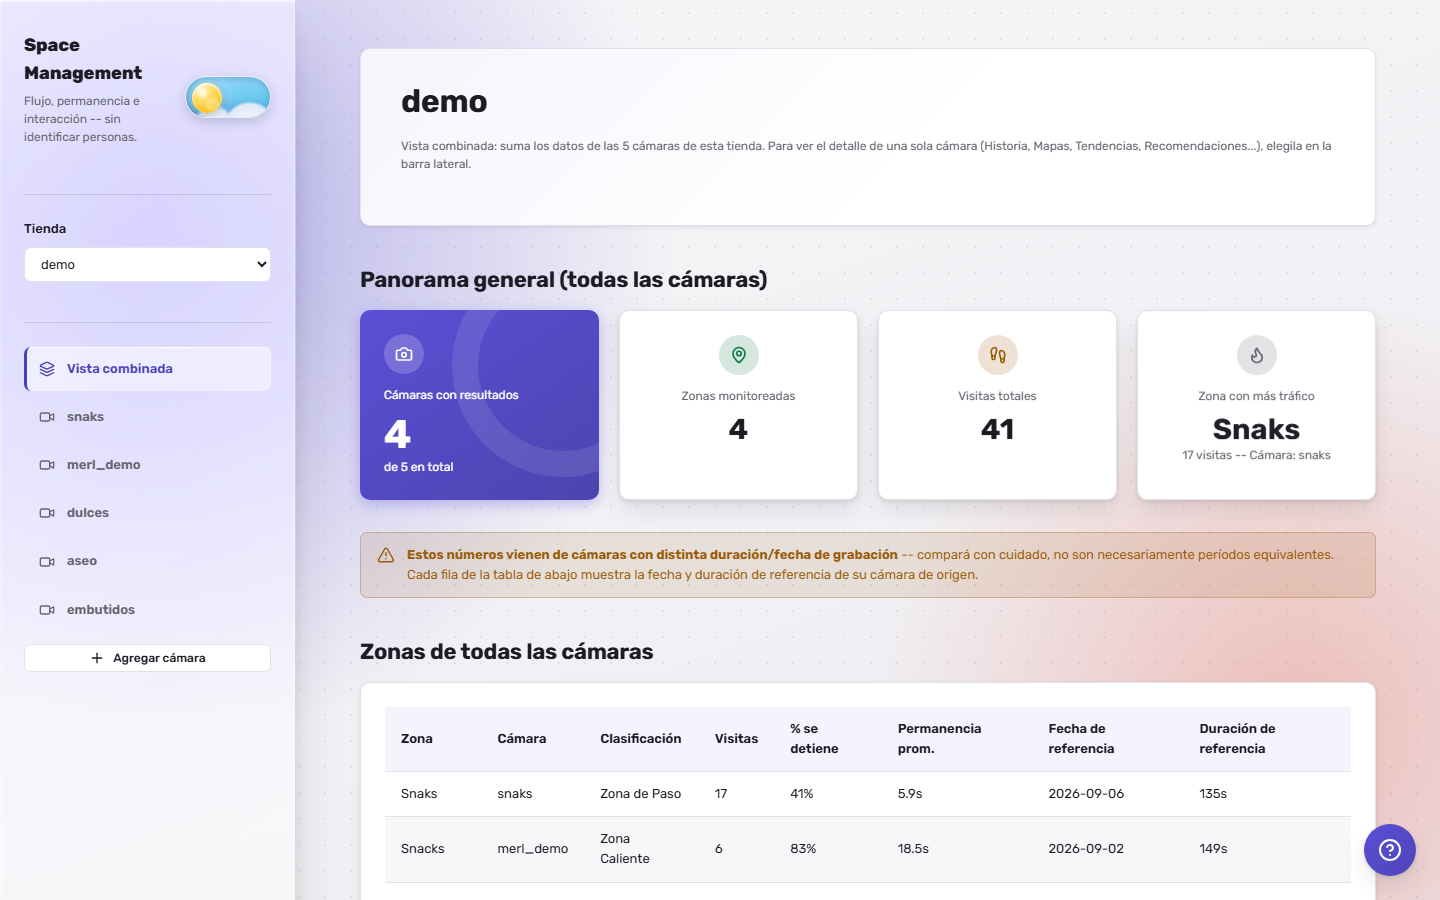 Space
Management
Flujo, permanencia e
interacción -- sin
identificar personas.
Tienda
demo
Vista combinada
snaks
merl_demo
dulces
aseo
embutidos
Agregar cámara
demo
Vista combinada: suma los datos de las 5 cámaras de esta tienda. Para ver el detalle de una sola cámara (Historia, Mapas, Tendencias, Recomendaciones...), elegila en la
barra lateral.
Panorama general (todas las cámaras)
Cámaras con resultados
4
de 5 en total
Zonas monitoreadas
4
Visitas totales
41
Zona con más tráfico
Snaks
17 visitas -- Cámara: snaks
Estos números vienen de cámaras con distinta duración/fecha de grabación -- compará con cuidado, no son necesariamente períodos equivalentes.
Cada fila de la tabla de abajo muestra la fecha y duración de referencia de su cámara de origen.
Zonas de todas las cámaras
Zona Cámara Clasificación Visitas % se detiene Permanencia prom. Fecha de referencia Duración de referencia
Snaks snaks Zona de Paso 17 41% 5.9s 2026-09-06 135s
Snacks merl_demo Zona Caliente 6 83% 18.5s 2026-09-02 149s